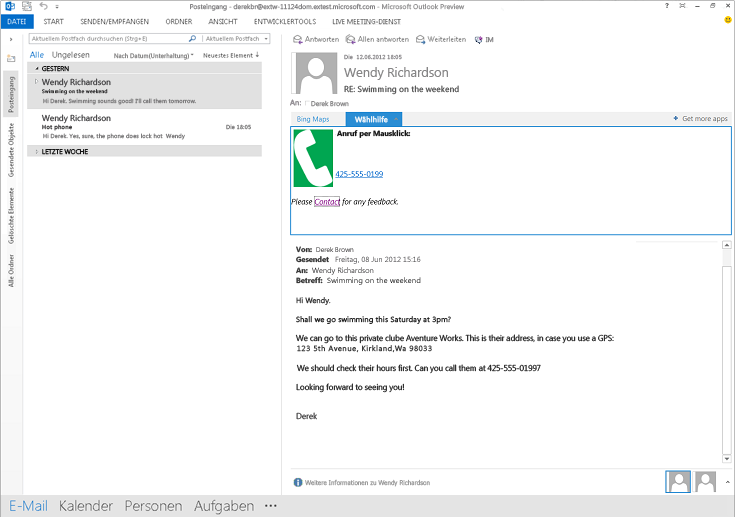 Posteingang - derekbr@extw-11124dom.extest.microsoft.com - Microsoft Outlook Preview
DATEI START SENDEN/EMPFANGEN ORDNER ANSICHT ENTWICKLERTOOLS LIVE MEETING-DIENST
Aktuellem Postfach durchsuchen (Strg+E) Aktuellem Postfach
Alle Ungelesen Nach Datum(Unterhaltung) Neuestes Element
GESTERN
Wendy Richardson
Swimming on the weekend
Hi Derek. Swimming sounds good! I'll call them tomorrow.
Wendy Richardson
Hot phone Die 18:05
Hi Derek. Yes, sure, the phone does lock hot Wendy
LETZTE WOCHE
Posteingang
Gesendete Objekte
Gelöschte Elemente
Alle Ordner
Antworten Allen antworten Weiterleiten IM
Die 12.06.2012 18:05
Wendy Richardson
RE: Swimming on the weekend
An: Derek Brown
Bing Maps Wählhilfe Get more apps
Anruf per Mausklick:
425-555-0199
Please Contact for any feedback.
Von: Derek Brown
Gesendet Freitag, 08 Jun 2012 15:16
An: Wendy Richardson
Betreff: Swimming on the weekend
Hi Wendy.
Shall we go swimming this Saturday at 3pm?
We can go to this private clube Aventure Works. This is their address, in case you use a GPS:
123 5th Avenue, Kirkland,Wa 98033
We should check their hours first. Can you call them at 425-555-01997
Looking forward to seeing you!
Derek
Weitere Informationen zu Wendy Richardson
E-Mail Kalender Personen Aufgaben •••